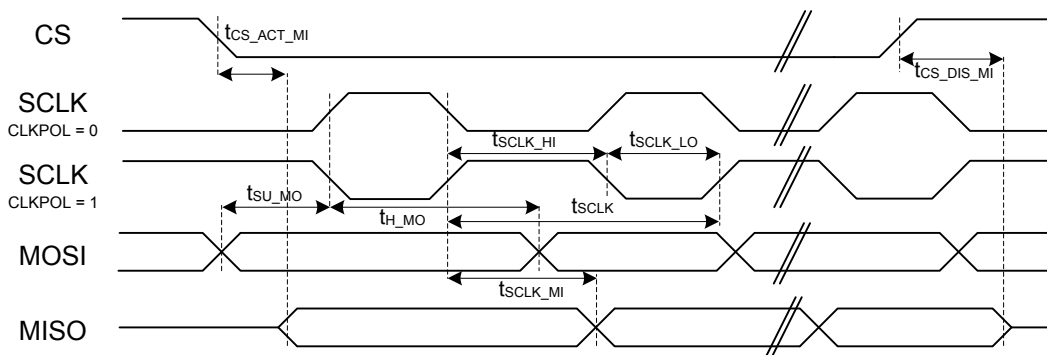 CS
tCS_ACT_MI
tCS_DIS_MI
SCLK
CLKPOL = 0
tSCLK_HI
tSCLK_LO
SCLK
CLKPOL = 1
tSU_MO
tH_MO
tSCLK
MOSI
tSCLK_MI
MISO